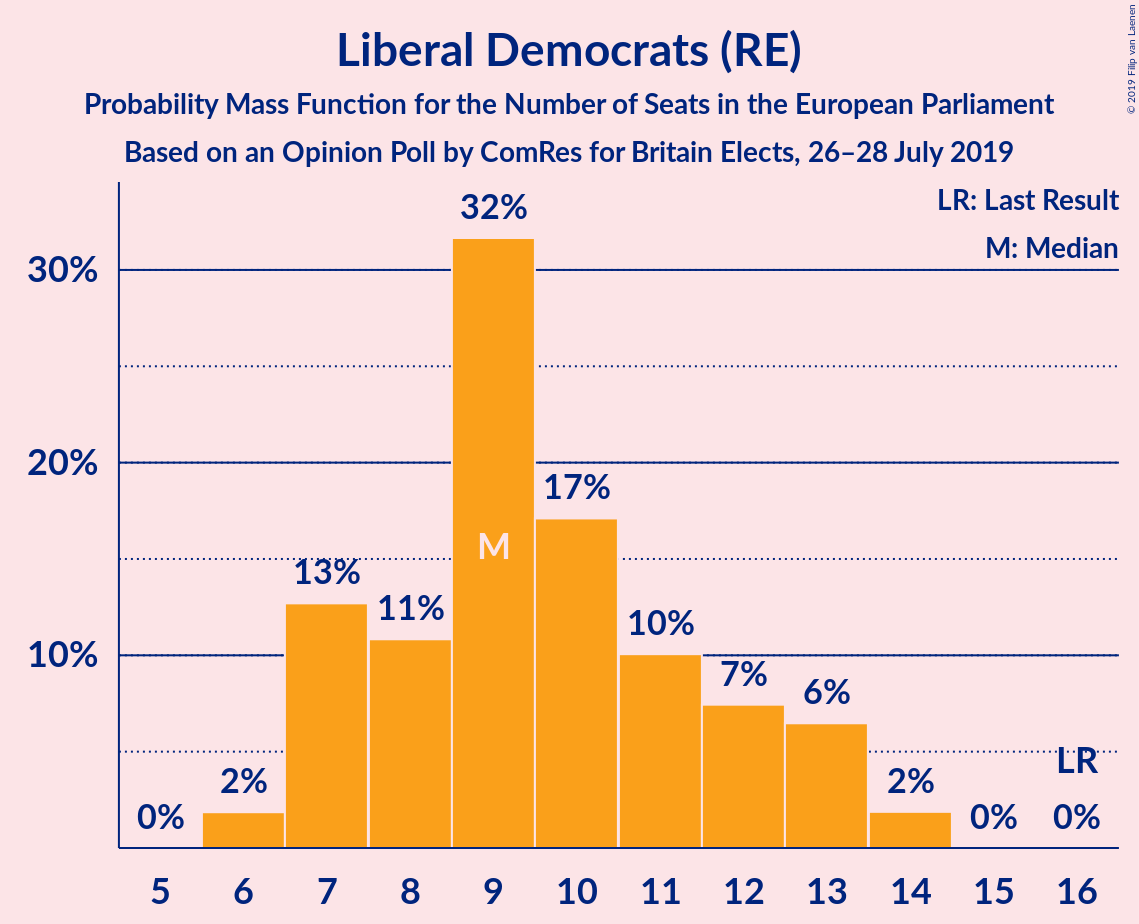 Liberal Democrats (RE)
Probability Mass Function for the Number of Seats in the European Parliament
Based on an Opinion Poll by ComRes for Britain Elects, 26–28 July 2019
© 2019 Filip van Laenen
LR: Last Result
M: Median
30%
20%
10%
0%
2%
13%
11%
32%
M
17%
10%
7%
6%
2%
0%
LR
0%
5 6 7 8 9 10 11 12 13 14 15 16